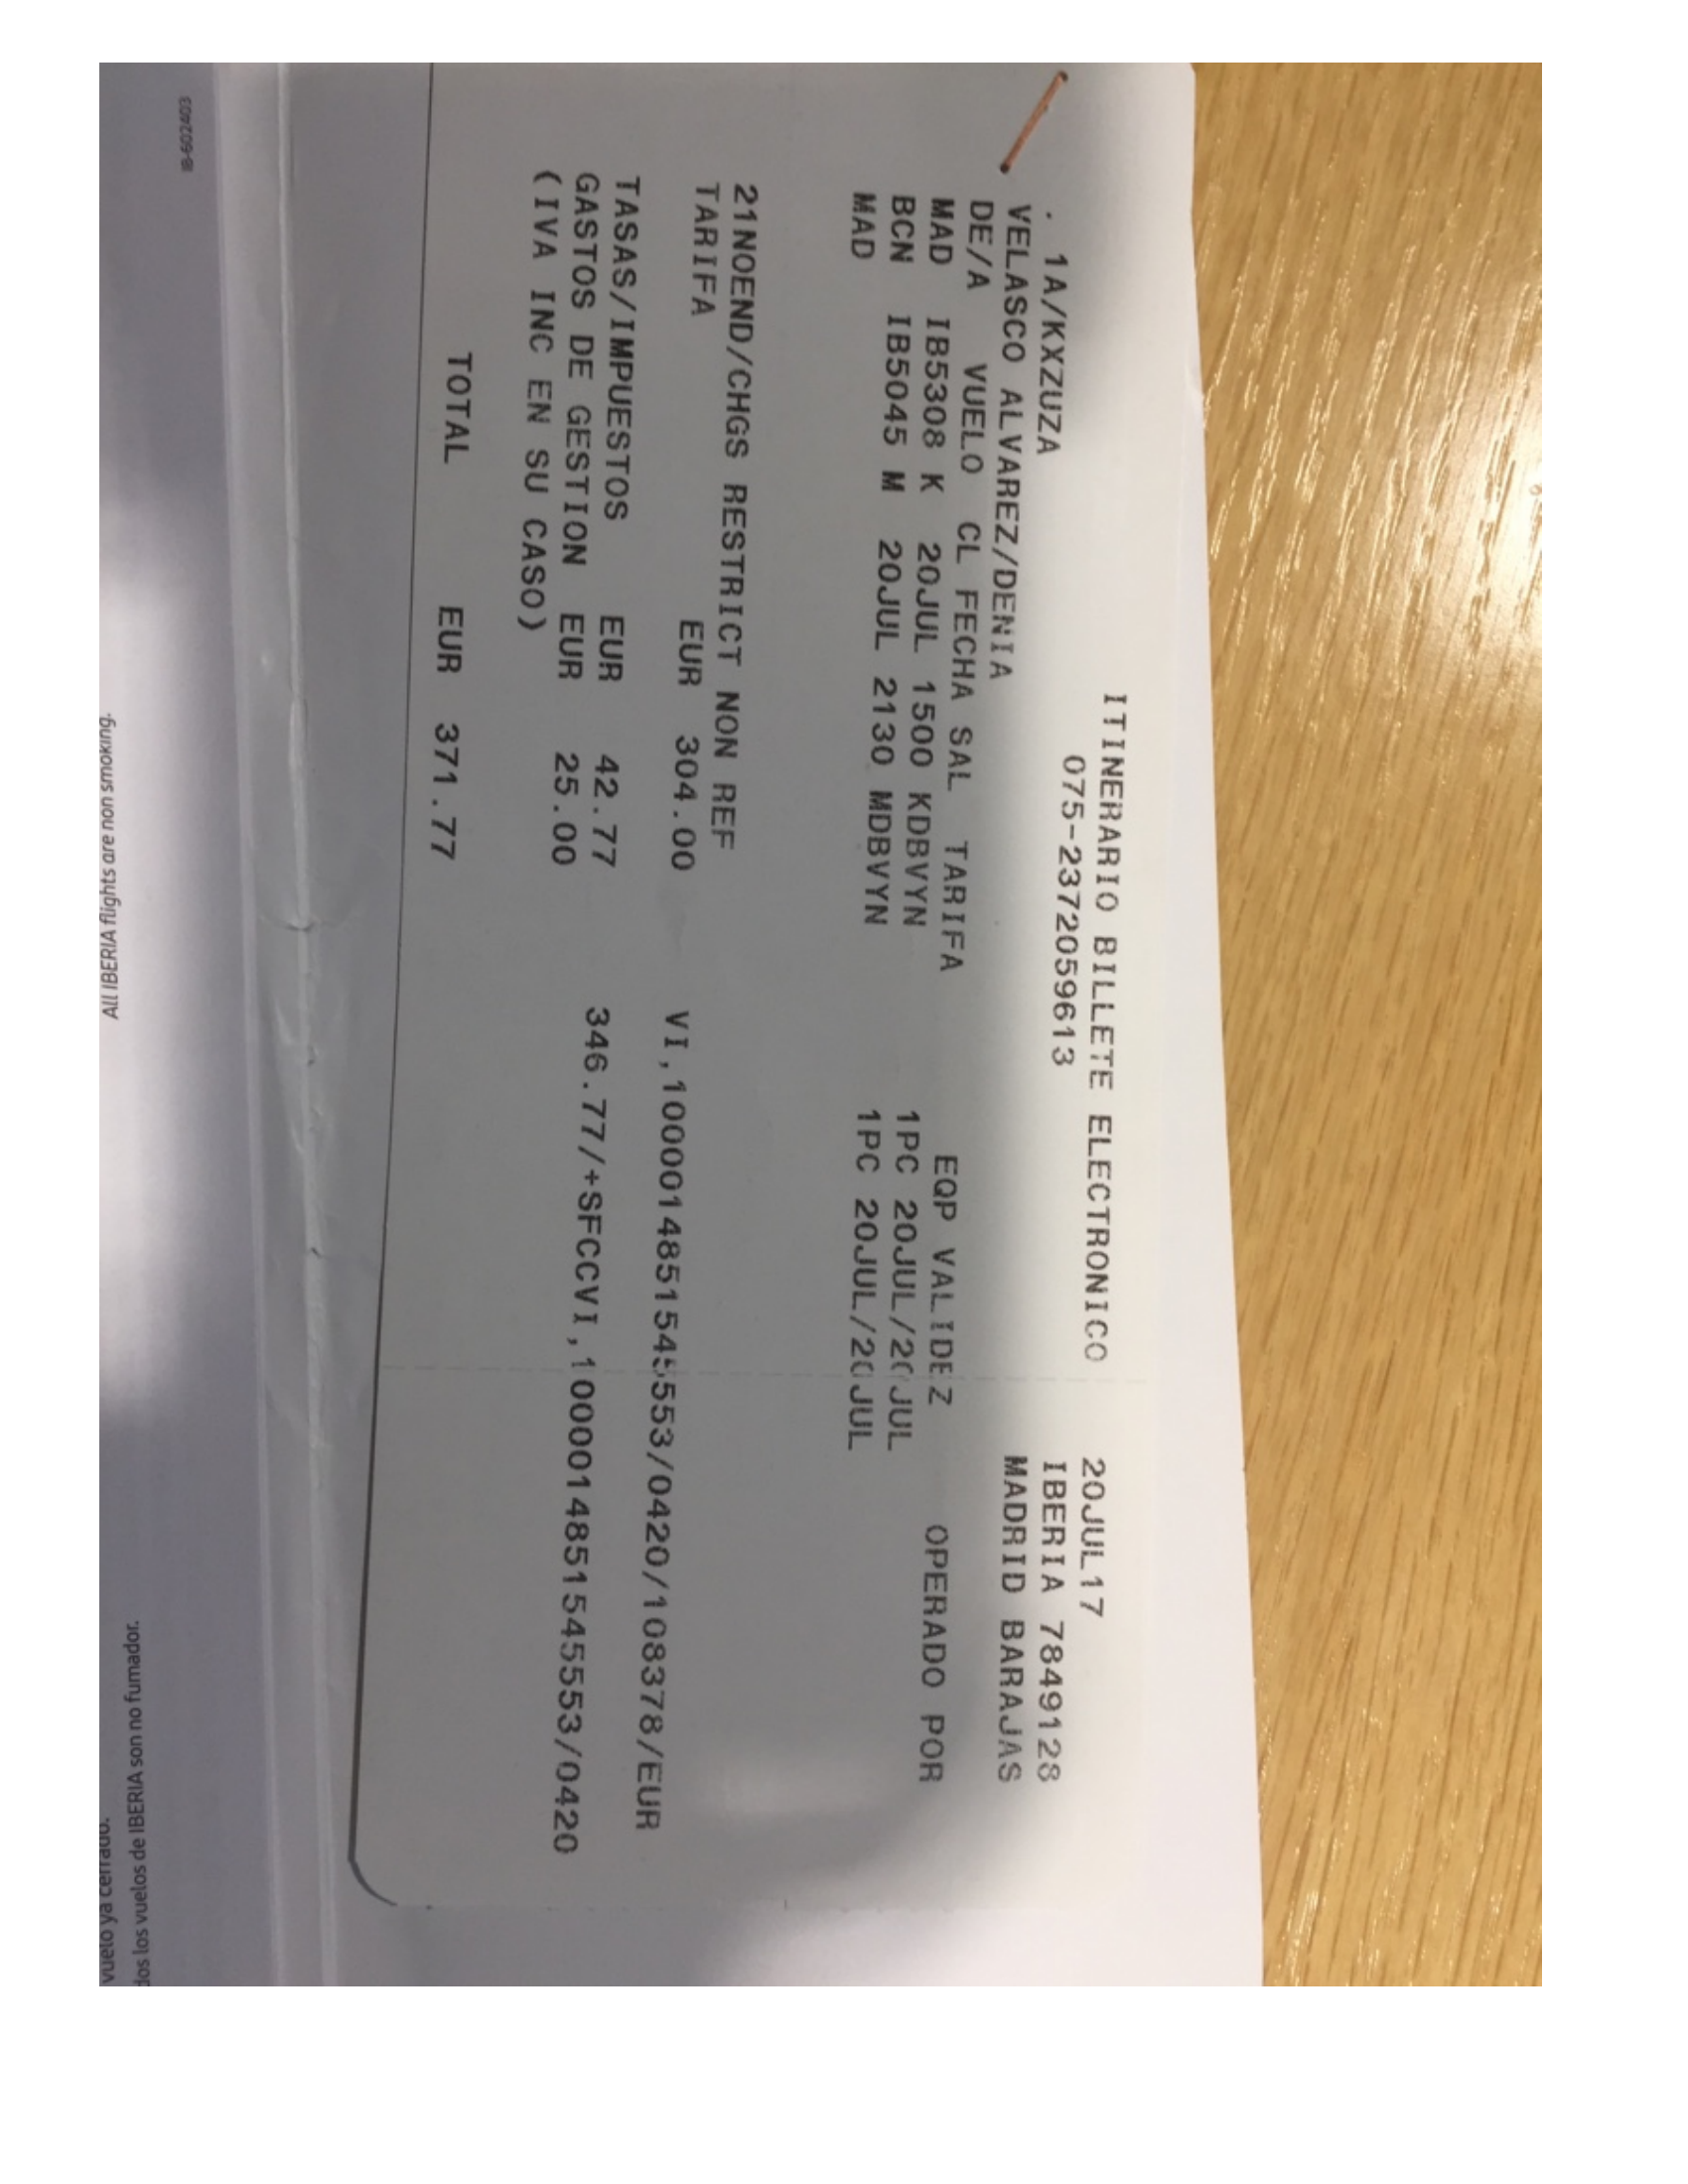 ITINERARIO BILLETE ELECTRONICO 20JUL17
. 1A/KXZUZA 075-2372059613 IBERIA 7849128
VELASCO ALVAREZ/DENIA MADRID BARAJAS
DE/A VUELO CL FECHA SAL TARIFA EQP VALIDEZ OPERADO POR
MAD IB5308 K 20JUL 1500 KDBVYN 1PC 20JUL/20JUL
BCN IB5045 M 20JUL 2130 MDBVYN 1PC 20JUL/20JUL
MAD
21NOEND/CHGS RESTRICT NON REF
TARIFA EUR 304.00 VI,1000014851545553/0420/108378/EUR
TASAS/IMPUESTOS EUR 42.77 346.77/+SFCCVI,1000014851545553/0420
GASTOS DE GESTION EUR 25.00
(IVA INC EN SU CASO)
TOTAL EUR 371.77
IB-602403
dos los vuelos de IBERIA son no fumador.
All IBERIA flights are non smoking.
vuelo ya cerrado.